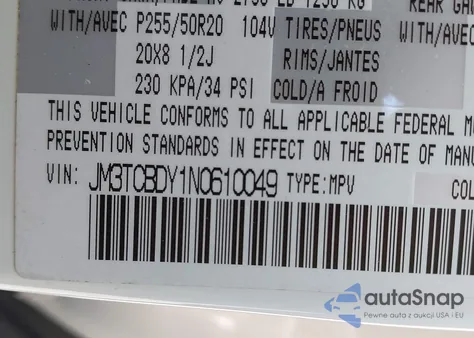 REAR
WITH/AVEC P255/50R20 104V TIRES/PNEUS WITH/AVEC
20X8 1/2J RIMS/JANTES
230 KPA/34 PSI COLD/A FROID
THIS VEHICLE CONFORMS TO ALL APPLICABLE FEDERAL
PREVENTION STANDARDS IN EFFECT ON THE DATE OF
VIN: JM3TCBDY1N0610049 TYPE:MPV
autoSnap
Pewne auta z aukcji USA i EU